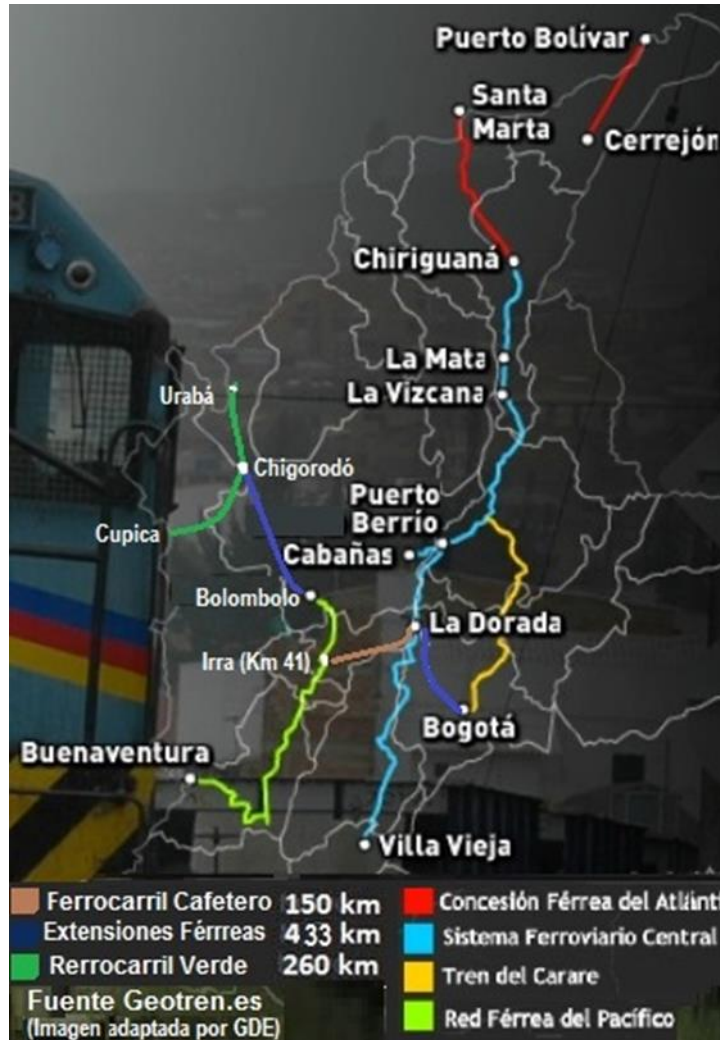 Puerto Bolívar
Santa
Marta
Cerrejón
Chiriguaná
La Mata
La Vizcana
Urabá
Chigorodó
Puerto
Berrío
Cupica
Cabañas
Bolombolo
La Dorada
Irra (Km 41)
Bogotá
Buenaventura
Villa Vieja
Ferrocarril Cafetero 150 km
Extensiones Férrreas 433 km
Rerrocarril Verde 260 km
Concesión Férrea del Atlánti
Sistema Ferroviario Central
Tren del Carare
Red Férrea del Pacífico
Fuente Geotren.es
(Imagen adaptada por GDE)